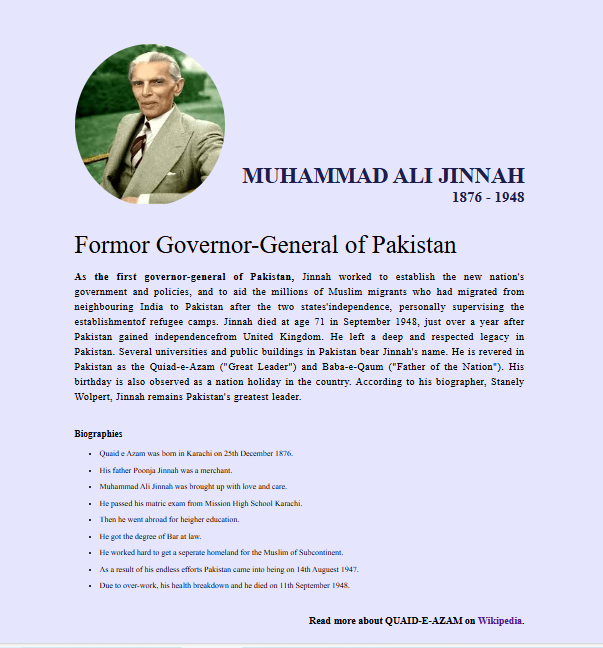 MUHAMMAD ALI JINNAH
1876 - 1948
Formor Governor-General of Pakistan
As the first governor-general of Pakistan, Jinnah worked to establish the new nation's
government and policies, and to aid the millions of Muslim migrants who had migrated from
neighbouring India to Pakistan after the two states'independence, personally supervising the
establishmentof refugee camps. Jinnah died at age 71 in September 1948, just over a year after
Pakistan gained independencefrom United Kingdom. He left a deep and respected legacy in
Pakistan. Several universities and public buildings in Pakistan bear Jinnah's name. He is revered in
Pakistan as the Quiad-e-Azam ("Great Leader") and Baba-e-Qaum ("Father of the Nation"). His
birthday is also observed as a nation holiday in the country. According to his biographer, Stanely
Wolpert, Jinnah remains Pakistan's greatest leader.
Biographies
• Quaid e Azam was born in Karachi on 25th December 1876.
• His father Poonja Jinnah was a merchant.
• Muhammad Ali Jinnah was brought up with love and care.
• He passed his matric exam from Mission High School Karachi.
• Then he went abroad for heigher education.
• He got the degree of Bar at law.
• He worked hard to get a seperate homeland for the Muslim of Subcontinent.
• As a result of his endless efforts Pakistan came into being on 14th Auguest 1947.
• Due to over-work, his health breakdown and he died on 11th September 1948.
Read more about QUAID-E-AZAM on Wikipedia.